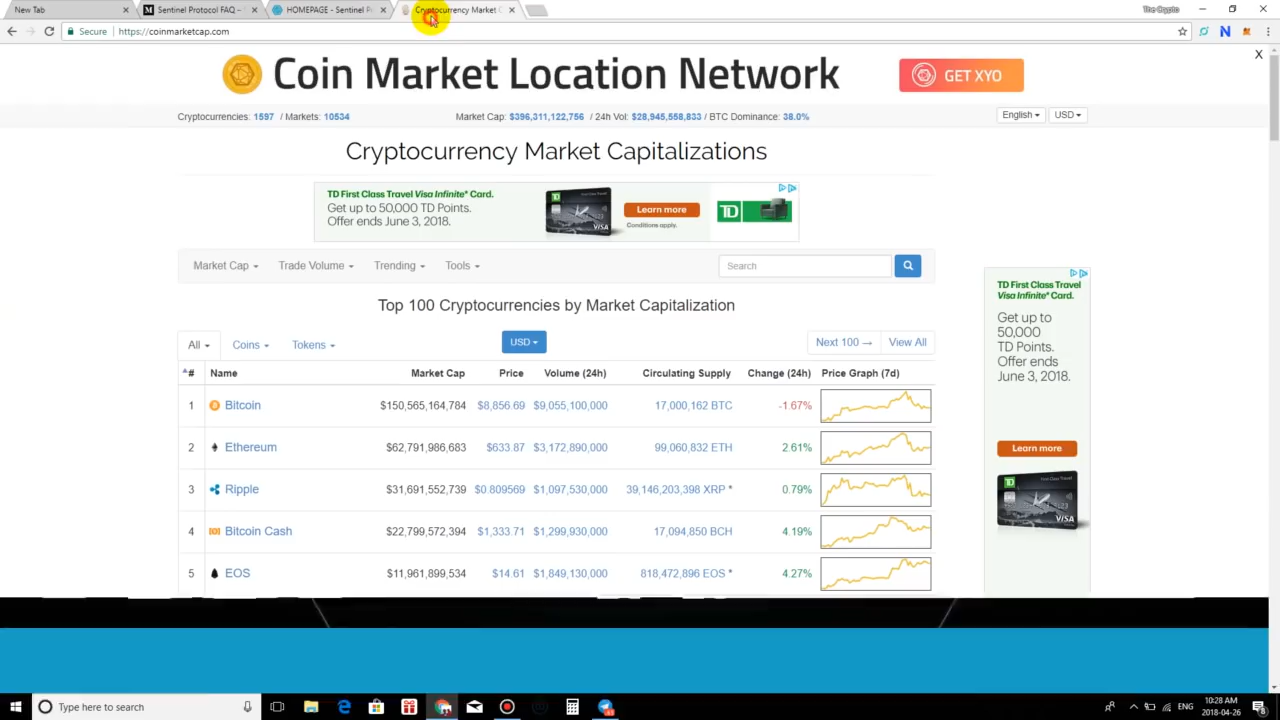 New Tab
Sentinel Protocol FAQ –
HOMEPAGE - Sentinel P
Cryptocurrency Market C
The Crypto
Secure
https://coinmarketcap.com
X
Coin Market Location Network
GET XYO
Cryptocurrencies: 1597 / Markets: 10534
Market Cap: $396,311,122,756 / 24h Vol: $28,945,558,833 / BTC Dominance: 38.0%
English
USD
Cryptocurrency Market Capitalizations
TD First Class Travel Visa Infinite* Card.
Get up to 50,000 TD Points.
Offer ends June 3, 2018.
VISA
Learn more
Conditions apply.
TD
Market Cap
Trade Volume
Trending
Tools
Search
Top 100 Cryptocurrencies by Market Capitalization
All
Coins
Tokens
USD
Next 100 →
View All
# Name Market Cap Price Volume (24h) Circulating Supply Change (24h) Price Graph (7d)
1 Bitcoin $150,565,164,784 $8,856.69 $9,055,100,000 17,000,162 BTC -1.67%
2 Ethereum $62,791,986,683 $633.87 $3,172,890,000 99,060,832 ETH 2.61%
3 Ripple $31,691,552,739 $0.809569 $1,097,530,000 39,146,203,398 XRP * 0.79%
4 Bitcoin Cash $22,799,572,394 $1,333.71 $1,299,930,000 17,094,850 BCH 4.19%
5 EOS $11,961,899,534 $14.61 $1,849,130,000 818,472,896 EOS * 4.27%
TD First Class Travel
Visa Infinite* Card.
Get up to
50,000
TD Points.
Offer ends
June 3, 2018.
Learn more
TD
VISA
Type here to search
ENG
10:28 AM
2018-04-26